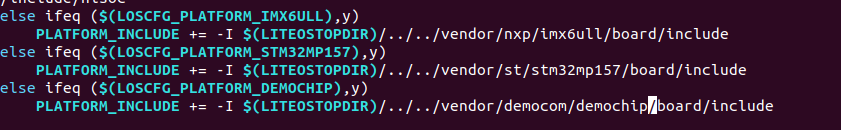 else ifeq ($(LOSCFG_PLATFORM_IMX6ULL),y)
PLATFORM_INCLUDE += -I $(LITEOSTOPDIR)/../../vendor/nxp/imx6ull/board/include
else ifeq ($(LOSCFG_PLATFORM_STM32MP157),y)
PLATFORM_INCLUDE += -I $(LITEOSTOPDIR)/../../vendor/st/stm32mp157/board/include
else ifeq ($(LOSCFG_PLATFORM_DEMOCHIP),y)
PLATFORM_INCLUDE += -I $(LITEOSTOPDIR)/../../vendor/democom/demochip/board/include